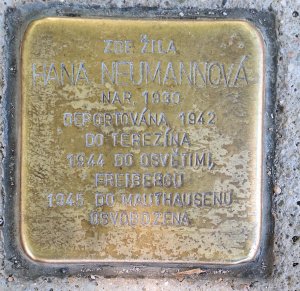 ZDE ŽILA
HANA NEUMANNOVÁ
NAR. 1930
DEPORTOVÁNA 1942
DO TEREZÍNA
1944 DO OSVĚTIMI,
FREIBERGU
1945 DO MAUTHAUSENU
OSVOBOZENA